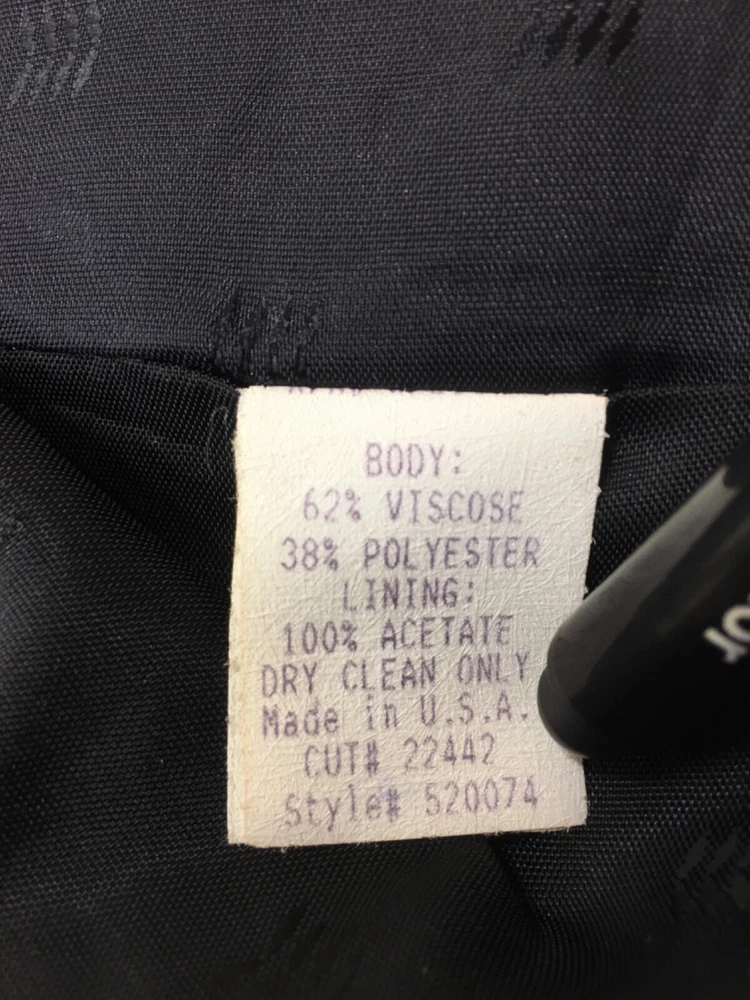 BODY:
62% VISCOSE
38% POLYESTER
LINING:
100% ACETATE
DRY CLEAN ONLY
Made in U.S.A.
CUT# 22442
Style# 520074